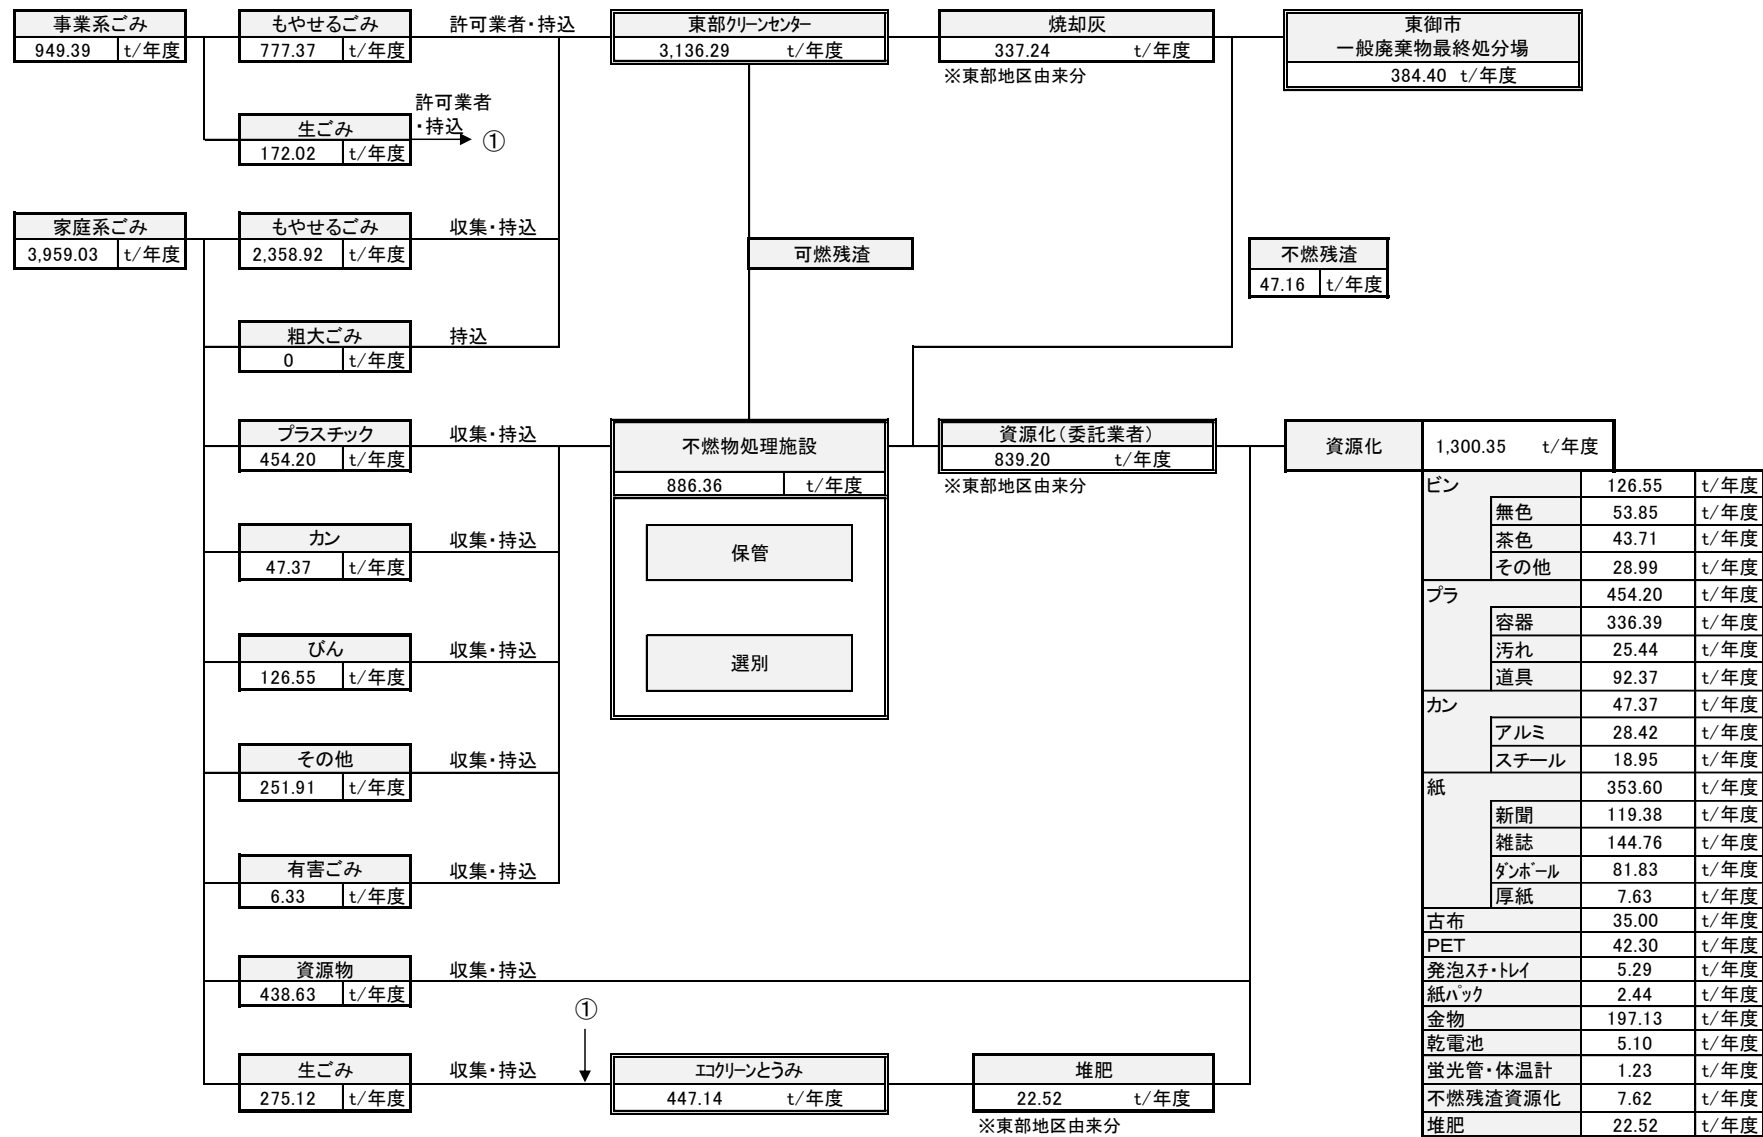 事業系ごみ
949.39 t/年度
もやせるごみ
777.37 t/年度
許可業者・持込
東部クリーンセンター
3,136.29 t/年度
焼却灰
337.24 t/年度
※東部地区由来分
東御市
一般廃棄物最終処分場
384.40 t/年度
生ごみ
172.02 t/年度
許可業者
・持込
①
家庭系ごみ
3,959.03 t/年度
もやせるごみ
2,358.92 t/年度
収集・持込
可燃残渣
不燃残渣
47.16 t/年度
粗大ごみ
0 t/年度
持込
プラスチック
454.20 t/年度
収集・持込
不燃物処理施設
886.36 t/年度
保管
選別
資源化（委託業者）
839.20 t/年度
※東部地区由来分
資源化 1,300.35 t/年度
カン
47.37 t/年度
収集・持込
びん
126.55 t/年度
収集・持込
その他
251.91 t/年度
収集・持込
有害ごみ
6.33 t/年度
収集・持込
資源物
438.63 t/年度
収集・持込
①
生ごみ
275.12 t/年度
収集・持込
エコクリーンとうみ
447.14 t/年度
堆肥
22.52 t/年度
※東部地区由来分
ビン 126.55 t/年度
無色 53.85 t/年度
茶色 43.71 t/年度
その他 28.99 t/年度
プラ 454.20 t/年度
容器 336.39 t/年度
汚れ 25.44 t/年度
道具 92.37 t/年度
カン 47.37 t/年度
アルミ 28.42 t/年度
スチール 18.95 t/年度
紙 353.60 t/年度
新聞 119.38 t/年度
雑誌 144.76 t/年度
ダンボール 81.83 t/年度
厚紙 7.63 t/年度
古布 35.00 t/年度
PET 42.30 t/年度
発泡スチ・トレイ 5.29 t/年度
紙パック 2.44 t/年度
金物 197.13 t/年度
乾電池 5.10 t/年度
蛍光管・体温計 1.23 t/年度
不燃残渣資源化 7.62 t/年度
堆肥 22.52 t/年度